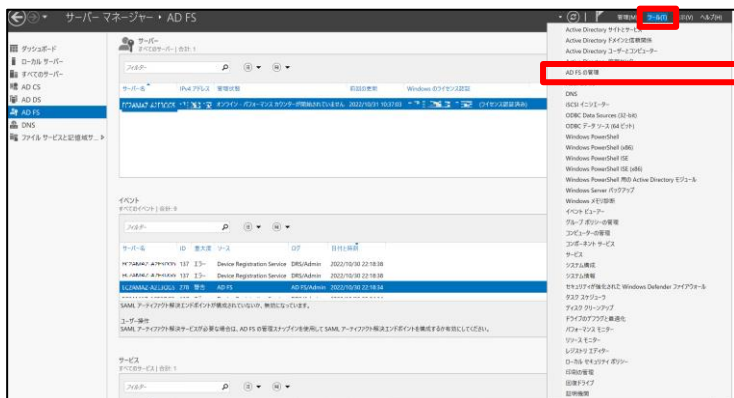 サーバー マネージャー ・ AD FS
管理(M)
ツール(T)
表示(V)
ヘルプ(H)
ダッシュボード
ローカル サーバー
すべてのサーバー
AD CS
AD DS
AD FS
DNS
ファイル サービスと記憶域サ...
サーバー
すべてのサーバー | 合計: 1
フィルター
サーバー名 IPv4 アドレス 管理状態 前回の更新 Windows のライセンス認証
オンライン - パフォーマンス カウンターが開始されていません 2022/10/31 10:37:03 (ライセンス認証済み)
イベント
すべてのイベント | 合計: 9
フィルター
サーバー名 ID 重大度 ソース ログ 日付と時刻
137 エラー Device Registration Service DRS/Admin 2022/10/30 22:18:38
137 エラー Device Registration Service DRS/Admin 2022/10/30 22:18:36
276 警告 AD FS AD FS/Admin 2022/10/30 22:18:34
SAML アーティファクト解決エンドポイントが構成されていないか、無効になっています。
ユーザー操作
SAML アーティファクト解決サービスが必要な場合は、AD FS の管理スナップインを使用して SAML アーティファクト解決エンドポイントを構成するか有効にしてください。
サービス
すべてのサービス | 合計: 1
フィルター
Active Directory サイトとサービス
Active Directory ドメインと信頼関係
Active Directory ユーザーとコンピューター
AD FS の管理
DNS
iSCSI イニシエーター
ODBC Data Sources (32-bit)
ODBC データ ソース (64 ビット)
Windows PowerShell
Windows PowerShell (x86)
Windows PowerShell ISE
Windows PowerShell ISE (x86)
Windows PowerShell 用の Active Directory モジュール
Windows Server バックアップ
Windows メモリ診断
イベント ビューアー
グループ ポリシーの管理
コンピューターの管理
コンポーネント サービス
サービス
システム構成
システム情報
セキュリティが強化された Windows Defender ファイアウォール
タスク スケジューラ
ディスク クリーンアップ
ドライブのデフラグと最適化
パフォーマンス モニター
リソース モニター
レジストリ エディター
ローカル セキュリティ ポリシー
印刷の管理
回復ドライブ
証明機関